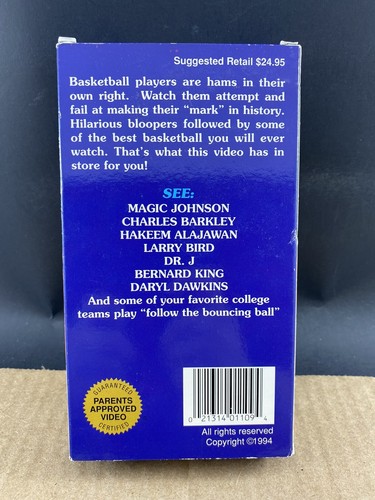 Suggested Retail $24.95
Basketball players are hams in their
own right. Watch them attempt and
fail at making their “mark” in history.
Hilarious bloopers followed by some
of the best basketball you will ever
watch. That's what this video has in
store for you!
SEE:
MAGIC JOHNSON
CHARLES BARKLEY
HAKEEM ALAJAWAN
LARRY BIRD
DR. J
BERNARD KING
DARYL DAWKINS
And some of your favorite college
teams play “follow the bouncing ball”
GUARANTEED
PARENTS
APPROVED
VIDEO
CERTIFIED
0 21314 01109 4
All rights reserved
Copyright ©1994